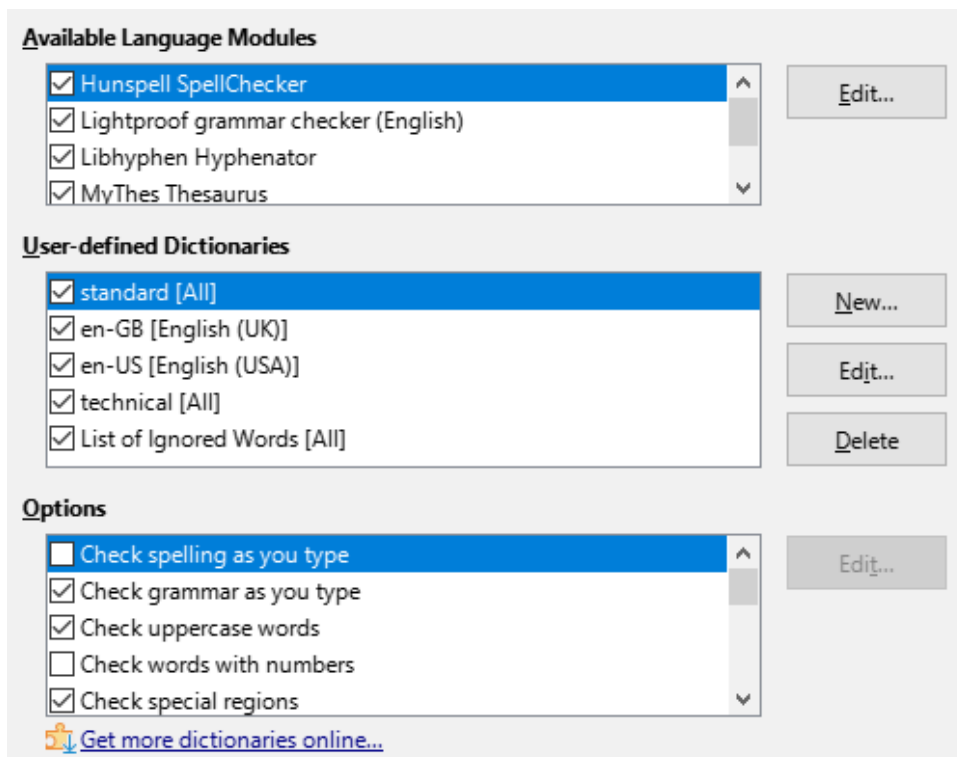 Available Language Modules
Hunspell SpellChecker
Edit...
Lightproof grammar checker (English)
Libhyphen Hyphenator
MyThes Thesaurus
User-defined Dictionaries
standard [All]
New...
en-GB [English (UK)]
en-US [English (USA)]
Edit...
technical [All]
List of Ignored Words [All]
Delete
Options
Check spelling as you type
Edit...
Check grammar as you type
Check uppercase words
Check words with numbers
Check special regions
Get more dictionaries online...